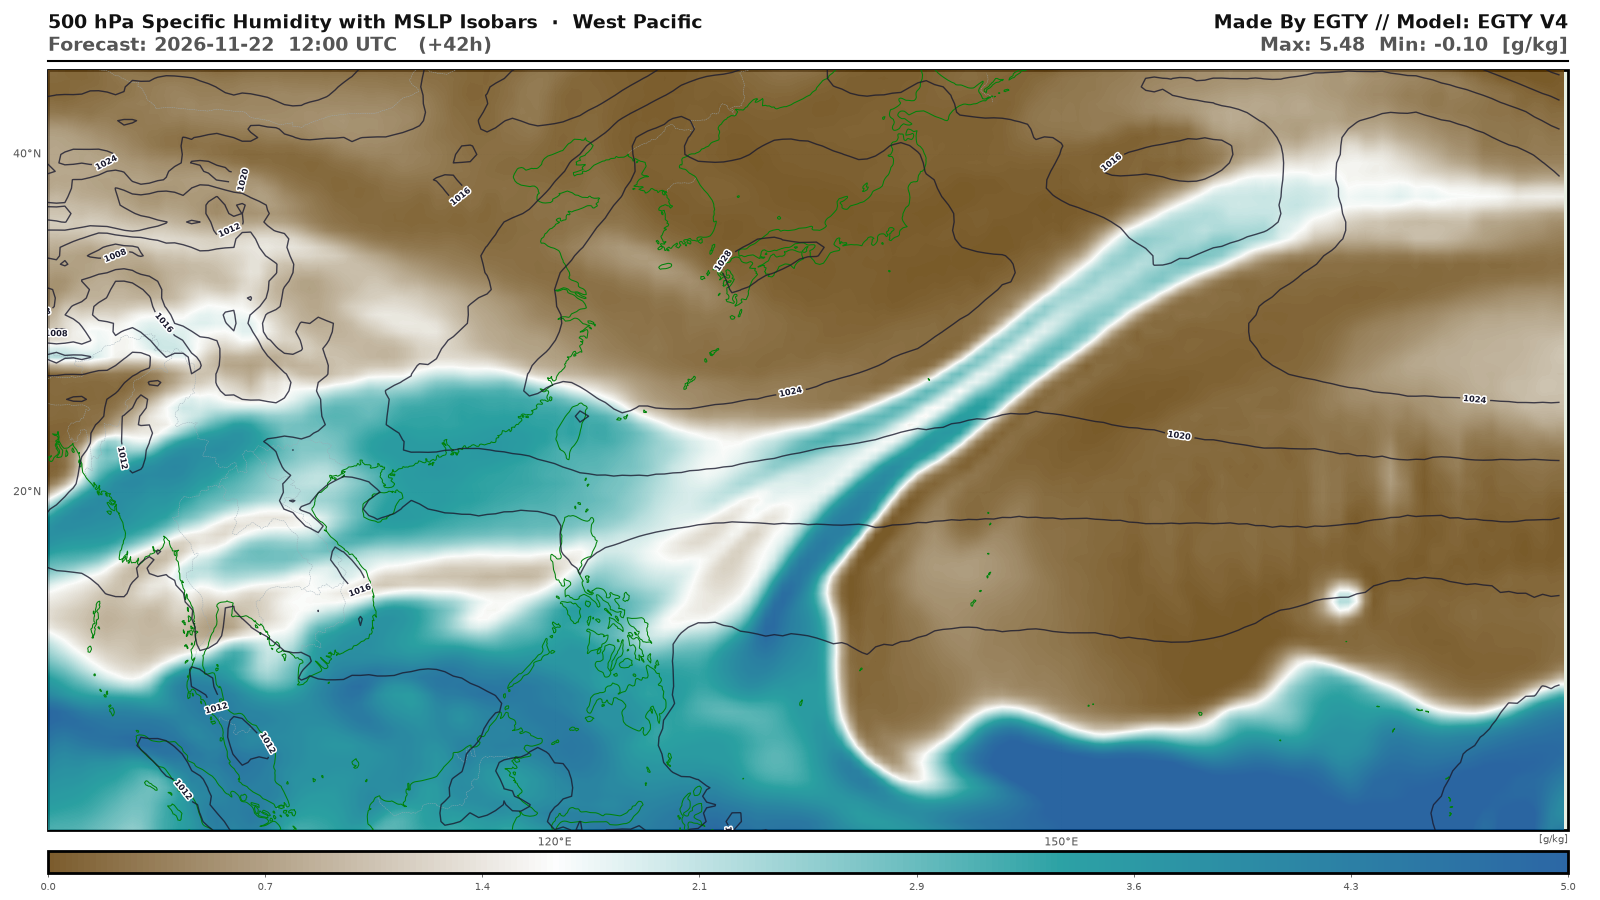 500 hPa Specific Humidity with MSLP Isobars · West Pacific
Made By EGTY // Model: EGTY V4
Forecast: 2026-11-22 12:00 UTC (+42h)
Max: 5.48 Min: -0.10 [g/kg]
40°N
20°N
1024
1020
1016
1012
1008
1016
1008
1016
1028
1024
1024
1020
1012
1016
1012
1012
1012
120°E
150°E
[g/kg]
0.0
0.7
1.4
2.1
2.9
3.6
4.3
5.0